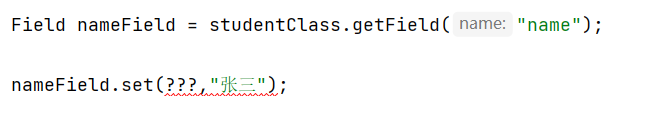 Field nameField = studentClass.getField( name: "name");
nameField.set(???,"张三");